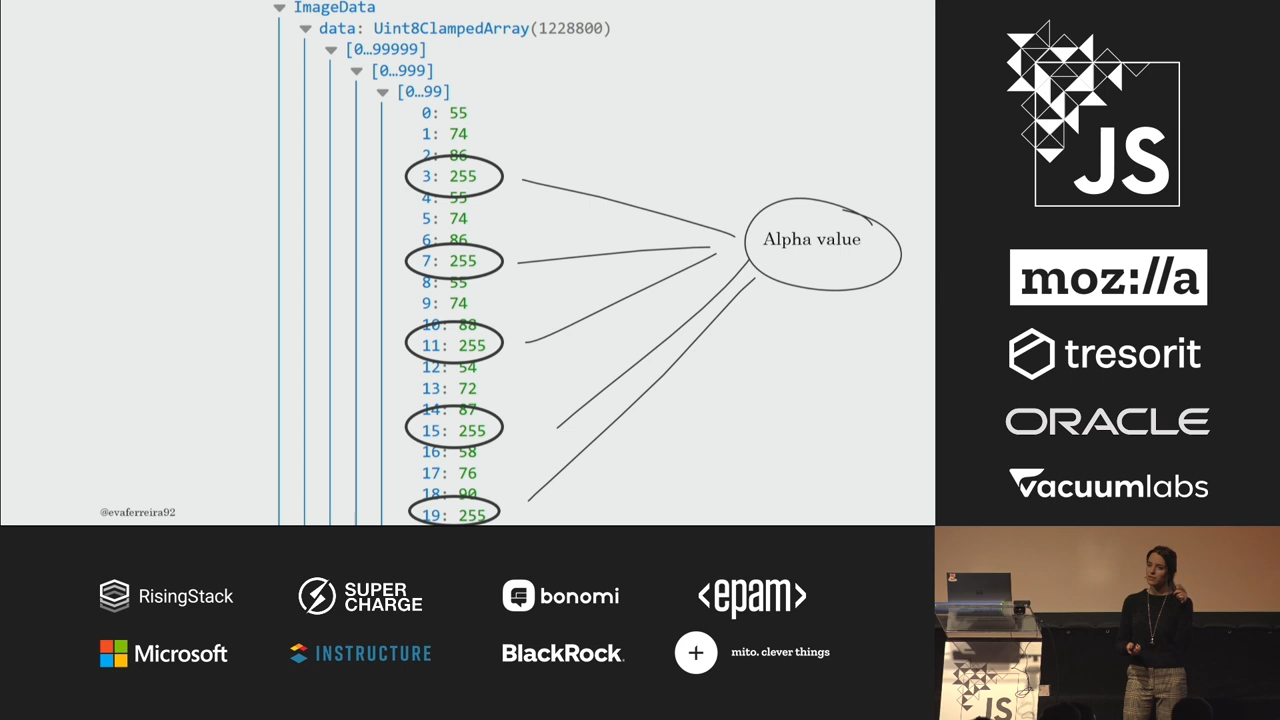 ImageData
data: Uint8ClampedArray(1228800)
[0…99999]
[0…999]
[0…99]
0: 55
1: 74
2: 86
3: 255
4: 55
5: 74
6: 86
7: 255
8: 55
9: 74
10: 88
11: 255
12: 54
13: 72
14: 87
15: 255
16: 58
17: 76
18: 90
19: 255
Alpha value
@evaferreira92
JS
moz://a
tresorit
ORACLE
vacuumlabs
RisingStack
SUPER
CHARGE
bonomi
<epam>
Microsoft
INSTRUCTURE
BlackRock.
+ mito. clever things
JS